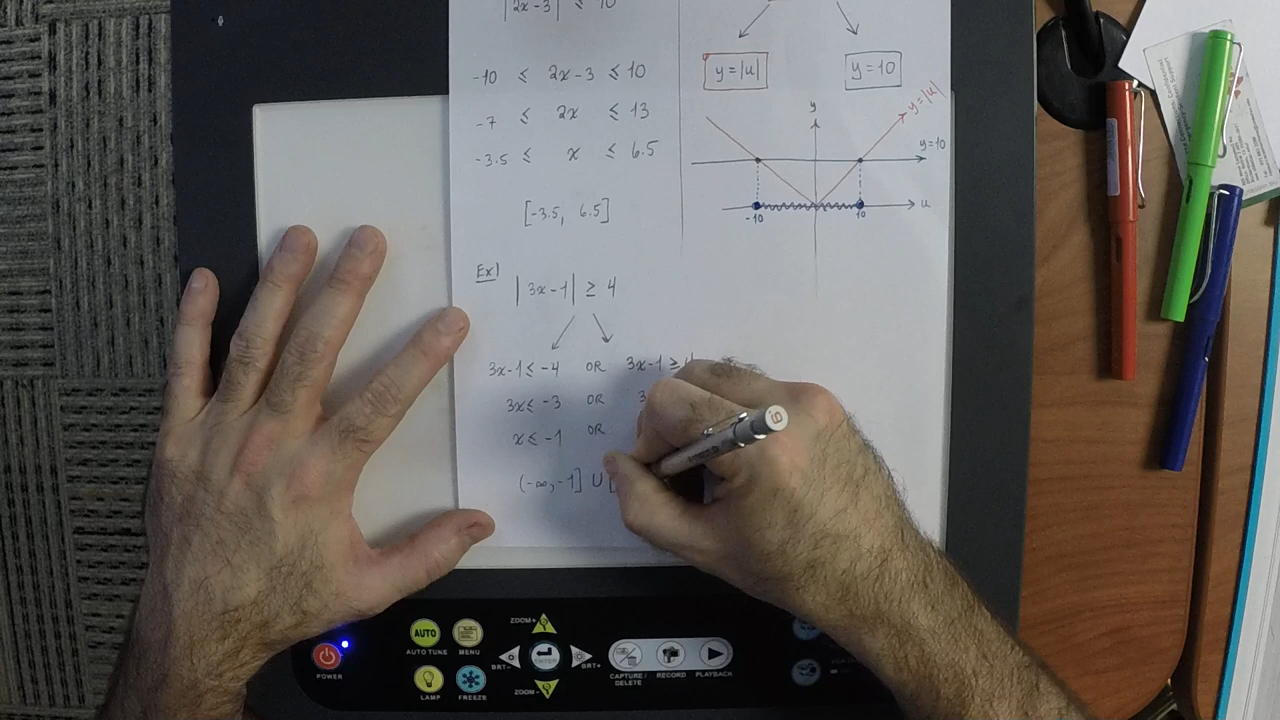 |2x-3| ≤ 10
-10 ≤ 2x-3 ≤ 10
-7 ≤ 2x ≤ 13
-3.5 ≤ x ≤ 6.5
[-3.5, 6.5]
y=|u|
y=10
y
y=|u|
y=10
-10
10
u
Ex)
|3x-1| ≥ 4
3x-1 ≤ -4 OR 3x-1 ≥ 4
3x ≤ -3 OR 3
x ≤ -1 OR
(-∞,-1] U [
AUTO
AUTO TUNE
MENU
ZOOM+
BRT-
ENTER
BRT+
ZOOM-
POWER
LAMP
FREEZE
CAPTURE/
DELETE
RECORD
PLAYBACK